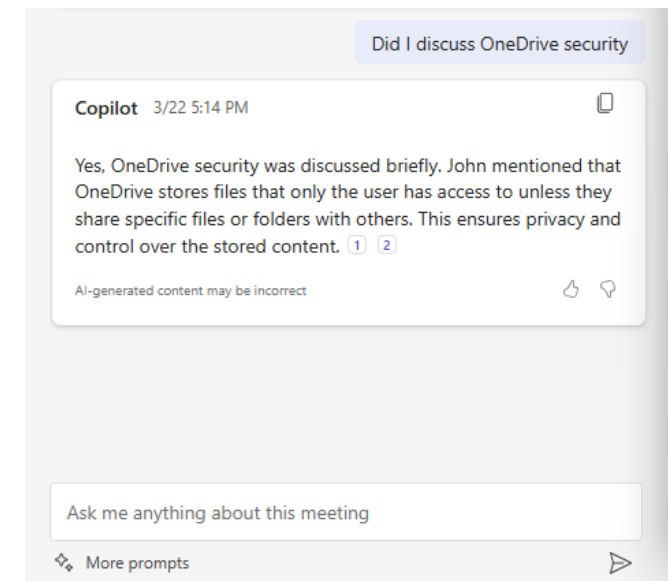 Did I discuss OneDrive security
Copilot 3/22 5:14 PM
Yes, OneDrive security was discussed briefly. John mentioned that
OneDrive stores files that only the user has access to unless they
share specific files or folders with others. This ensures privacy and
control over the stored content. 1 2
AI-generated content may be incorrect
Ask me anything about this meeting
More prompts